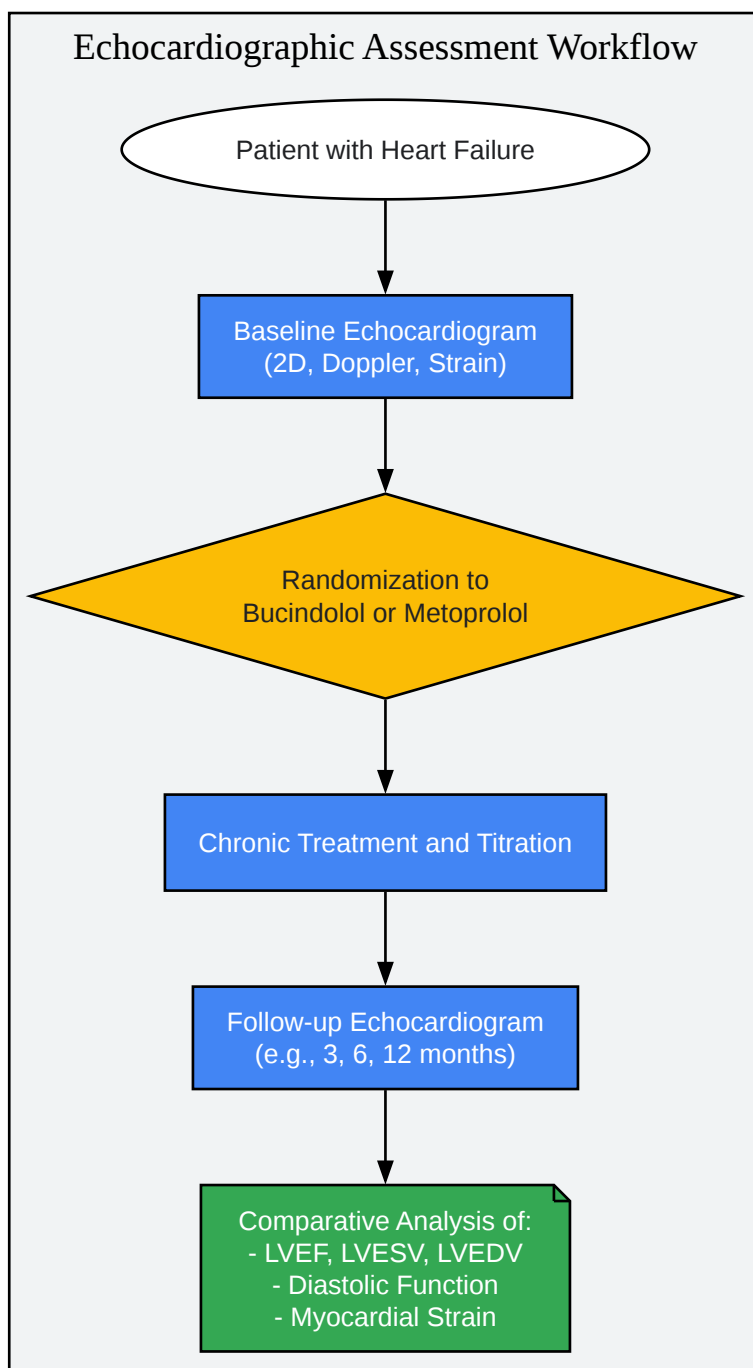 Echocardiographic Assessment Workflow
Patient with Heart Failure
Baseline Echocardiogram
(2D, Doppler, Strain)
Randomization to
Bucindolol or Metoprolol
Chronic Treatment and Titration
Follow-up Echocardiogram
(e.g., 3, 6, 12 months)
Comparative Analysis of:
- LVEF, LVESV, LVEDV
- Diastolic Function
- Myocardial Strain